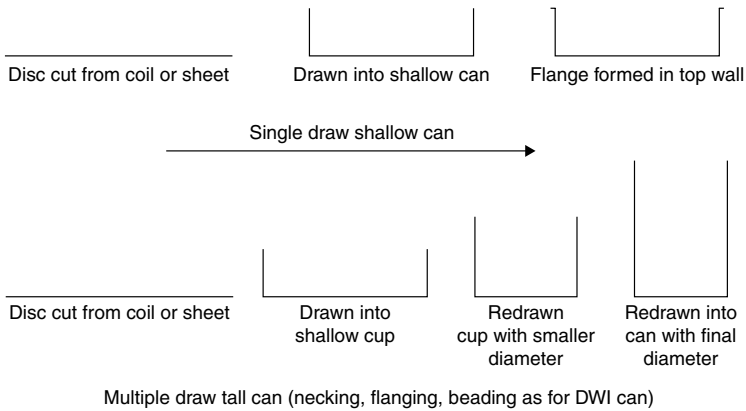 Disc cut from coil or sheet
Drawn into shallow can
Flange formed in top wall
Single draw shallow can
Disc cut from coil or sheet
Drawn into
shallow cup
Redrawn
cup with smaller
diameter
Redrawn into
can with final
diameter
Multiple draw tall can (necking, flanging, beading as for DWI can)